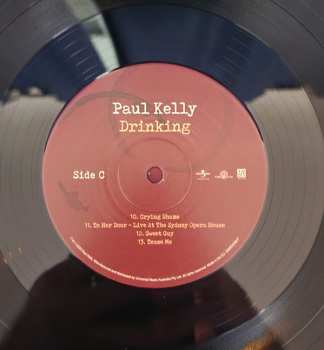 Paul Kelly
Drinking
Side C
10. Crying Shame
11. To Her Door - Live At The Sydney Opera House
12. Sweet Guy
13. Tease Me